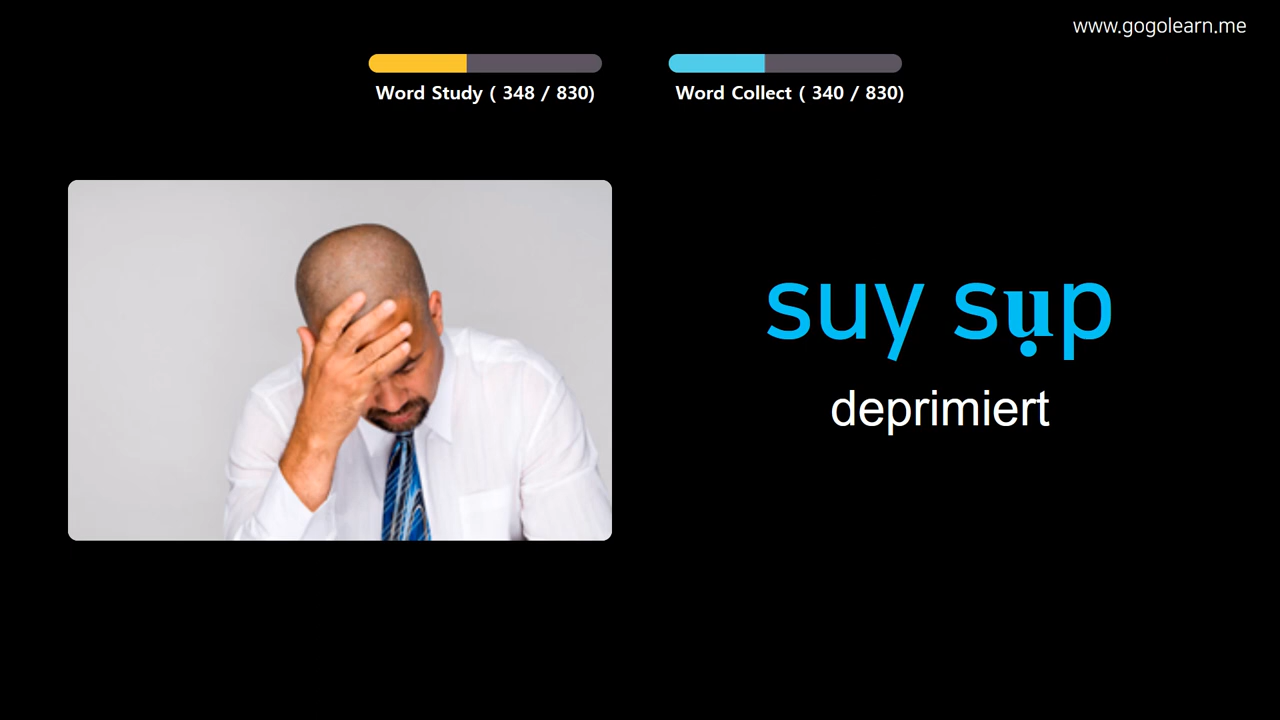 www.gogolearn.me
Word Study ( 348 / 830)
Word Collect ( 340 / 830)
suy sụp
deprimiert